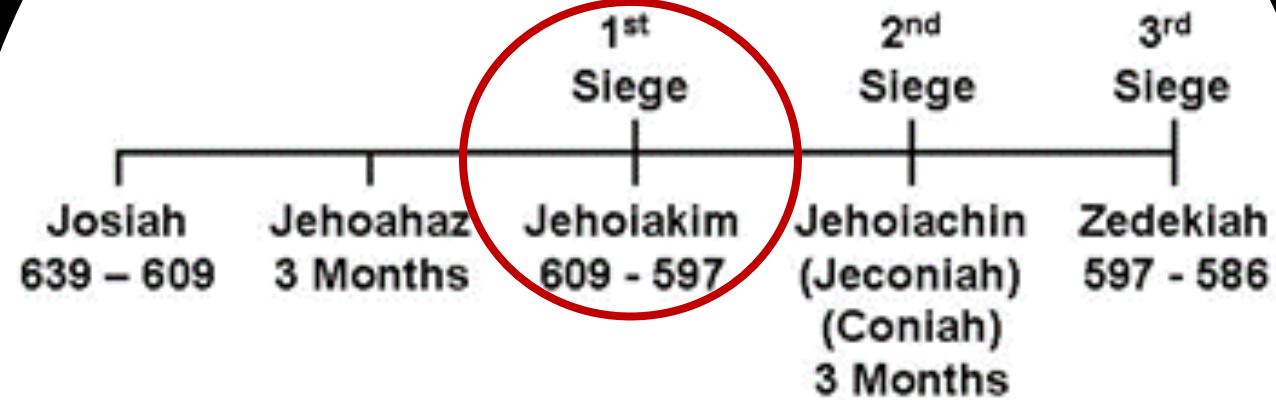 1st
Siege
2nd
Siege
3rd
Siege
Josiah
639 – 609
Jehoahaz
3 Months
Jehoiakim
609 - 597
Jehoiachin
(Jeconiah)
(Coniah)
3 Months
Zedekiah
597 - 586